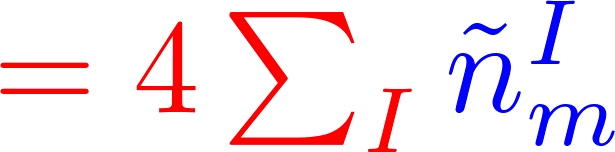 = 4 ∑_I ñ_m^I